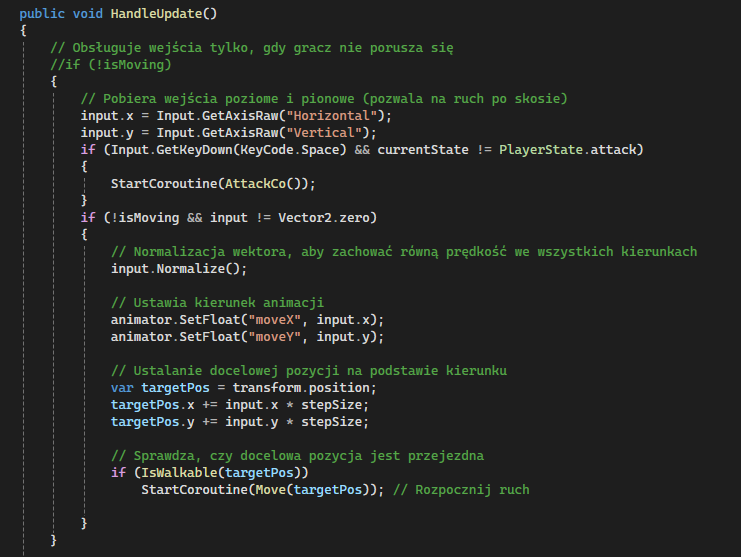 public void HandleUpdate()
{
// Obsługuje wejścia tylko, gdy gracz nie porusza się
//if (!isMoving)
{
// Pobiera wejścia poziome i pionowe (pozwala na ruch po skosie)
input.x = Input.GetAxisRaw("Horizontal");
input.y = Input.GetAxisRaw("Vertical");
if (Input.GetKeyDown(KeyCode.Space) && currentState != PlayerState.attack)
{
StartCoroutine(AttackCo());
}
if (!isMoving && input != Vector2.zero)
{
// Normalizacja wektora, aby zachować równą prędkość we wszystkich kierunkach
input.Normalize();
// Ustawia kierunek animacji
animator.SetFloat("moveX", input.x);
animator.SetFloat("moveY", input.y);
// Ustalanie docelowej pozycji na podstawie kierunku
var targetPos = transform.position;
targetPos.x += input.x * stepSize;
targetPos.y += input.y * stepSize;
// Sprawdza, czy docelowa pozycja jest przejezdna
if (IsWalkable(targetPos))
StartCoroutine(Move(targetPos)); // Rozpocznij ruch
}
}